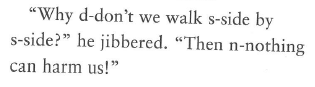 “Why d-don’t we walk s-side by
s-side?” he jibbered. “Then n-nothing
can harm us!”